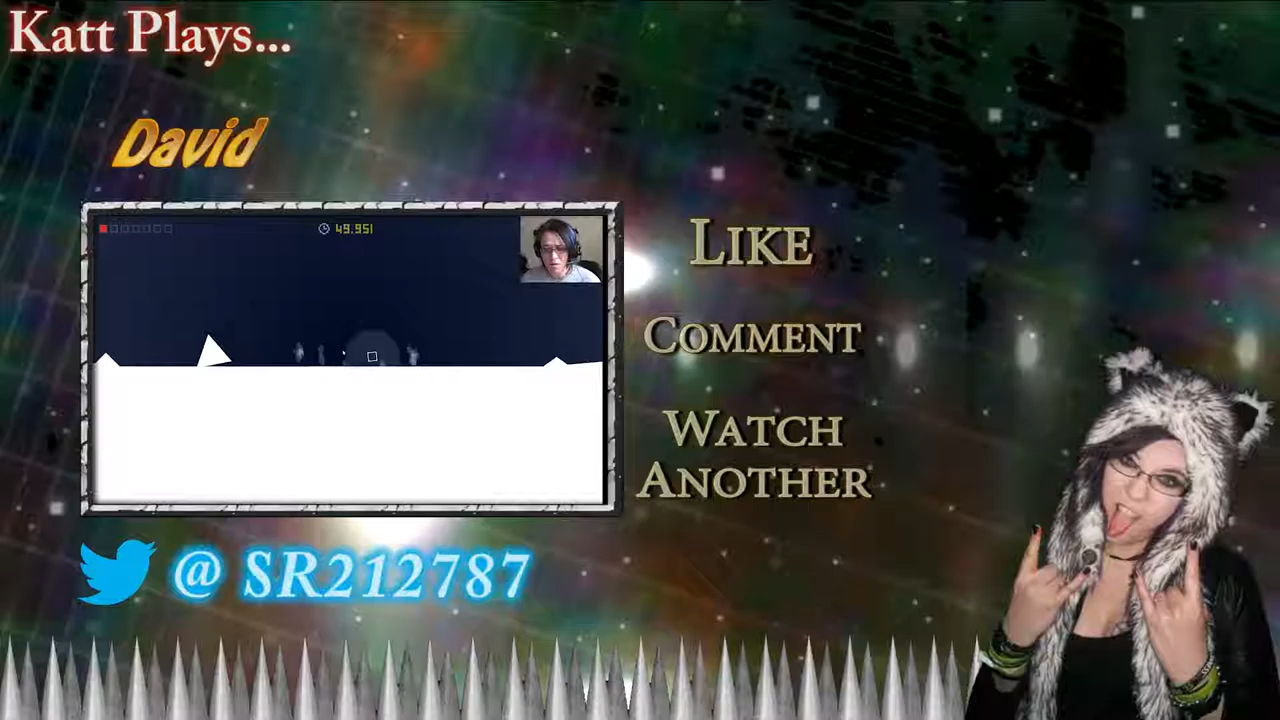 Katt Plays...
David
49.951
LIKE
COMMENT
WATCH
ANOTHER
@ SR212787